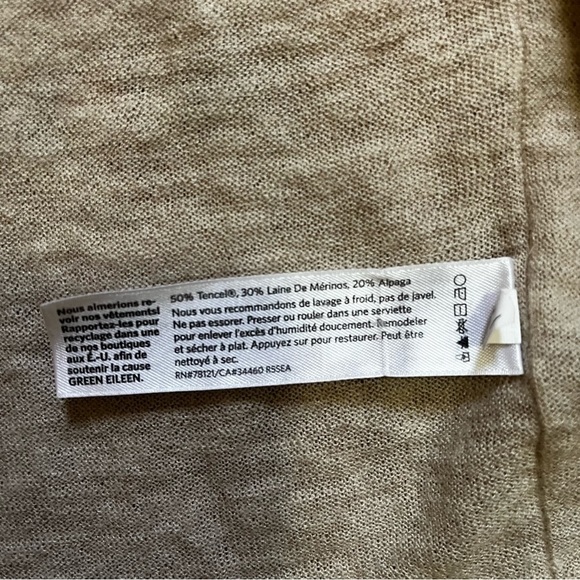 Nous aimerions re-
voir nos vêtements!
Rapportez-les pour
recyclage dans une
de nos boutiques
aux É.-U. afin de
soutenir la cause
GREEN EILEEN.
50% Tencel®, 30% Laine De Mérinos, 20% Alpaga
Nous vous recommandons de lavage à froid, pas de javel.
Ne pas essorer. Presser ou rouler dans une serviette
pour enlever l'excès d'humidité doucement. Remodeler
et sécher à plat. Appuyez sur pour restaurer. Peut être
nettoyé à sec.
RN#78121/CA#34460 R5SEA